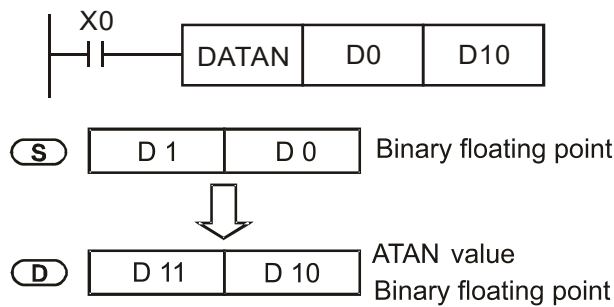 X0
DATAN D0 D10
S D 1 D 0 Binary floating point
D D 11 D 10 ATAN value
Binary floating point